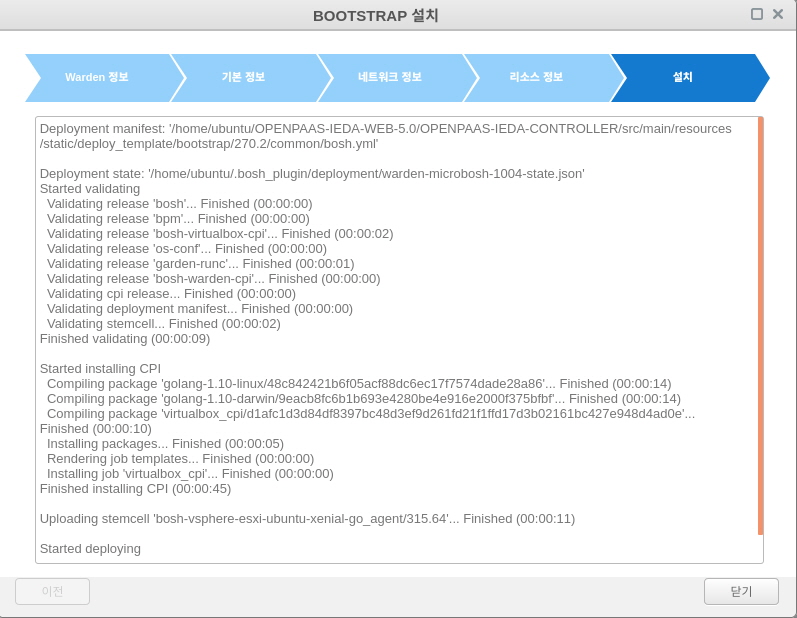 BOOTSTRAP 설치
Warden 정보
기본 정보
네트워크 정보
리소스 정보
설치
Deployment manifest: '/home/ubuntu/OPENPAAS-IEDA-WEB-5.0/OPENPAAS-IEDA-CONTROLLER/src/main/resources
/static/deploy_template/bootstrap/270.2/common/bosh.yml'
Deployment state: '/home/ubuntu/.bosh_plugin/deployment/warden-microbosh-1004-state.json'
Started validating
Validating release 'bosh'... Finished (00:00:00)
Validating release 'bpm'... Finished (00:00:00)
Validating release 'bosh-virtualbox-cpi'... Finished (00:00:02)
Validating release 'os-conf'... Finished (00:00:00)
Validating release 'garden-runc'... Finished (00:00:01)
Validating release 'bosh-warden-cpi'... Finished (00:00:00)
Validating cpi release... Finished (00:00:00)
Validating deployment manifest... Finished (00:00:00)
Validating stemcell... Finished (00:00:02)
Finished validating (00:00:09)
Started installing CPI
Compiling package 'golang-1.10-linux/48c842421b6f05acf88dc6ec17f7574dade28a86'... Finished (00:00:14)
Compiling package 'golang-1.10-darwin/9eacb8fc6b1b693e4280be4e916e2000f375bfbf'... Finished (00:00:14)
Compiling package 'virtualbox_cpi/d1afc1d3d84df8397bc48d3ef9d261fd21f1ffd17d3b02161bc427e948d4ad0e'...
Finished (00:00:10)
Installing packages... Finished (00:00:05)
Rendering job templates... Finished (00:00:00)
Installing job 'virtualbox_cpi'... Finished (00:00:00)
Finished installing CPI (00:00:45)
Uploading stemcell 'bosh-vsphere-esxi-ubuntu-xenial-go_agent/315.64'... Finished (00:00:11)
Started deploying
이전
닫기